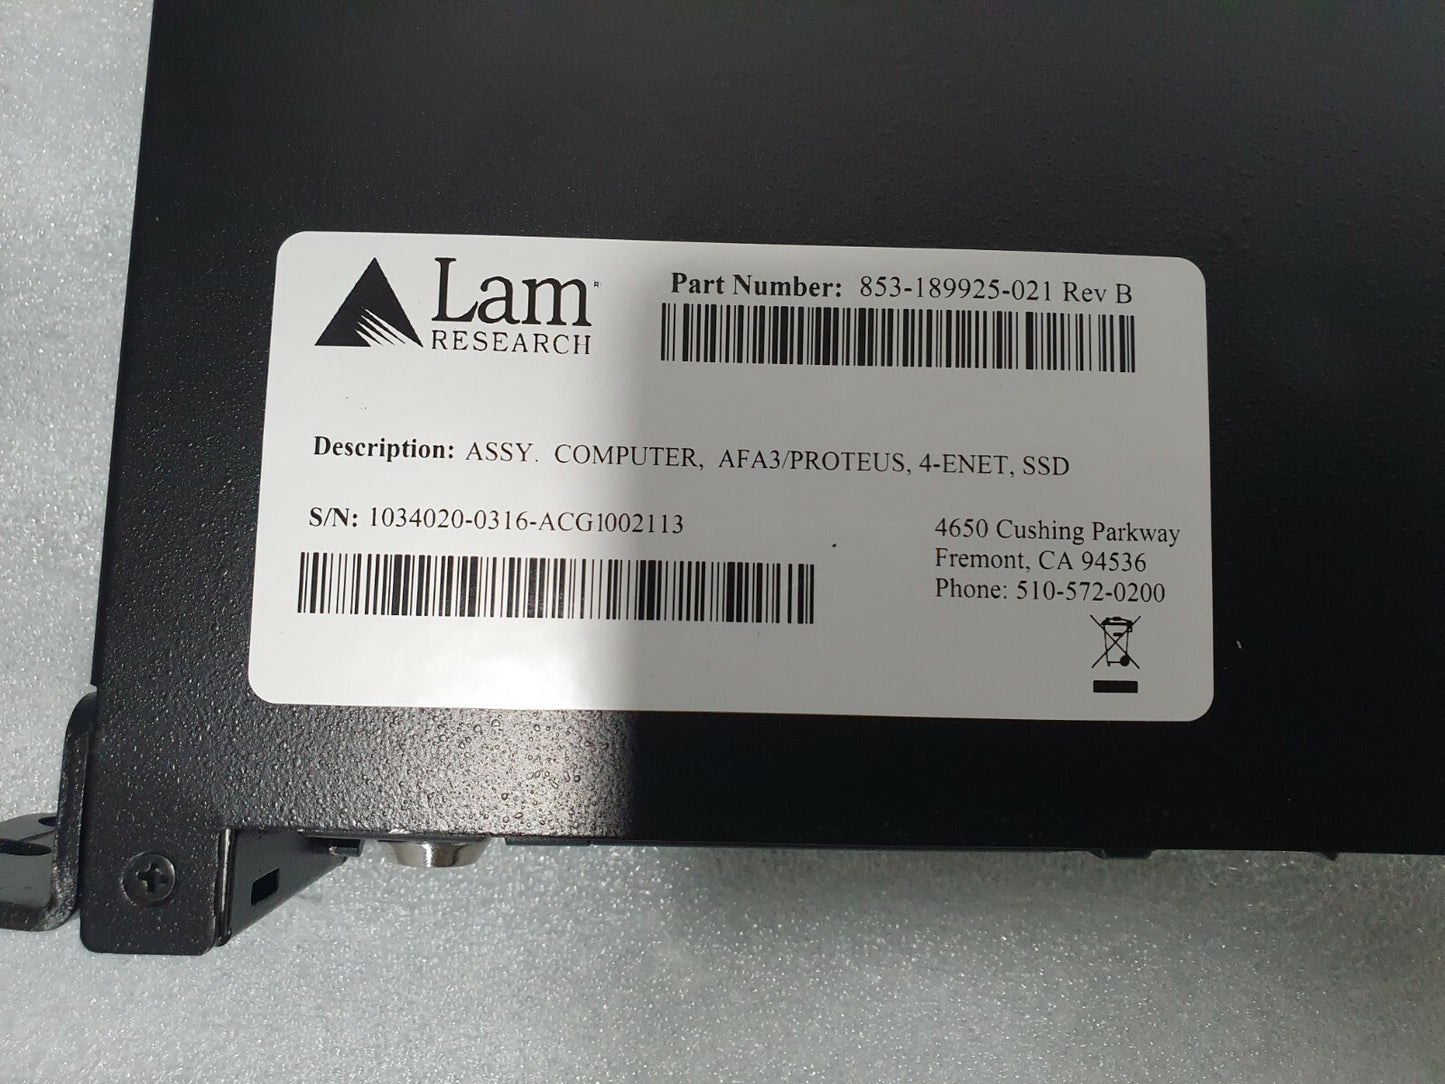 Lam
RESEARCH
Part Number: 853-189925-021 Rev B
Description: ASSY. COMPUTER, AFA3/PROTEUS, 4-ENET, SSD
S/N: 1034020-0316-ACG1002113
4650 Cushing Parkway
Fremont, CA 94536
Phone: 510-572-0200